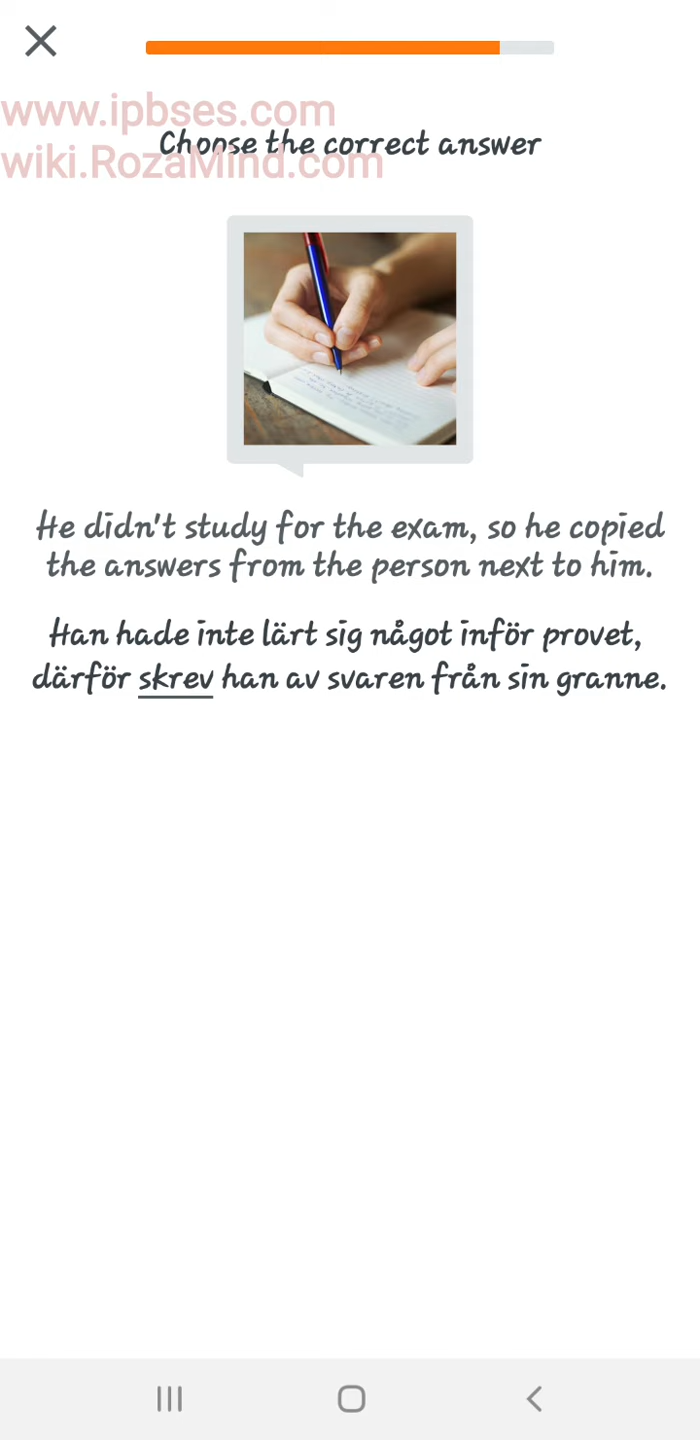 www.ipbses.com
Choose the correct answer
wiki.RozaMind.com
He didn't study for the exam, so he copied
the answers from the person next to him.
Han hade inte lärt sig något inför provet,
därför skrev han av svaren från sin granne.